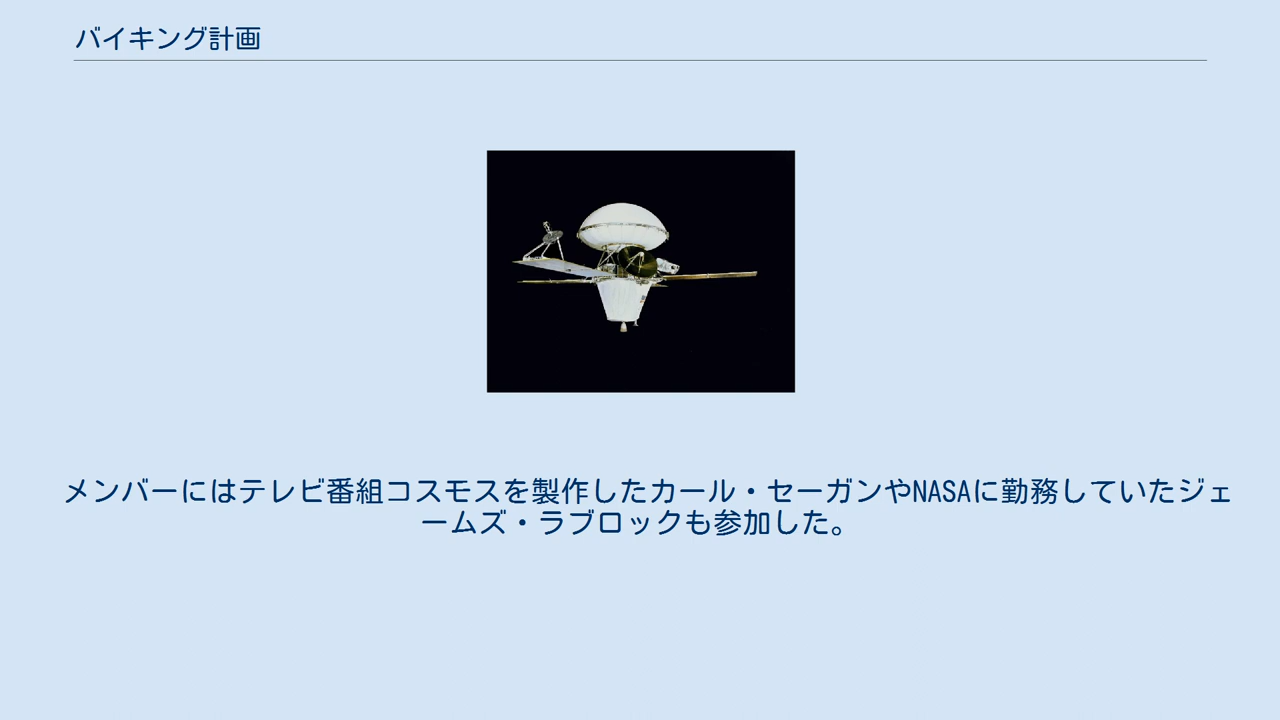 バイキング計画
メンバーにはテレビ番組コスモスを製作したカール・セーガンやNASAに勤務していたジェ
ームズ・ラブロックも参加した。